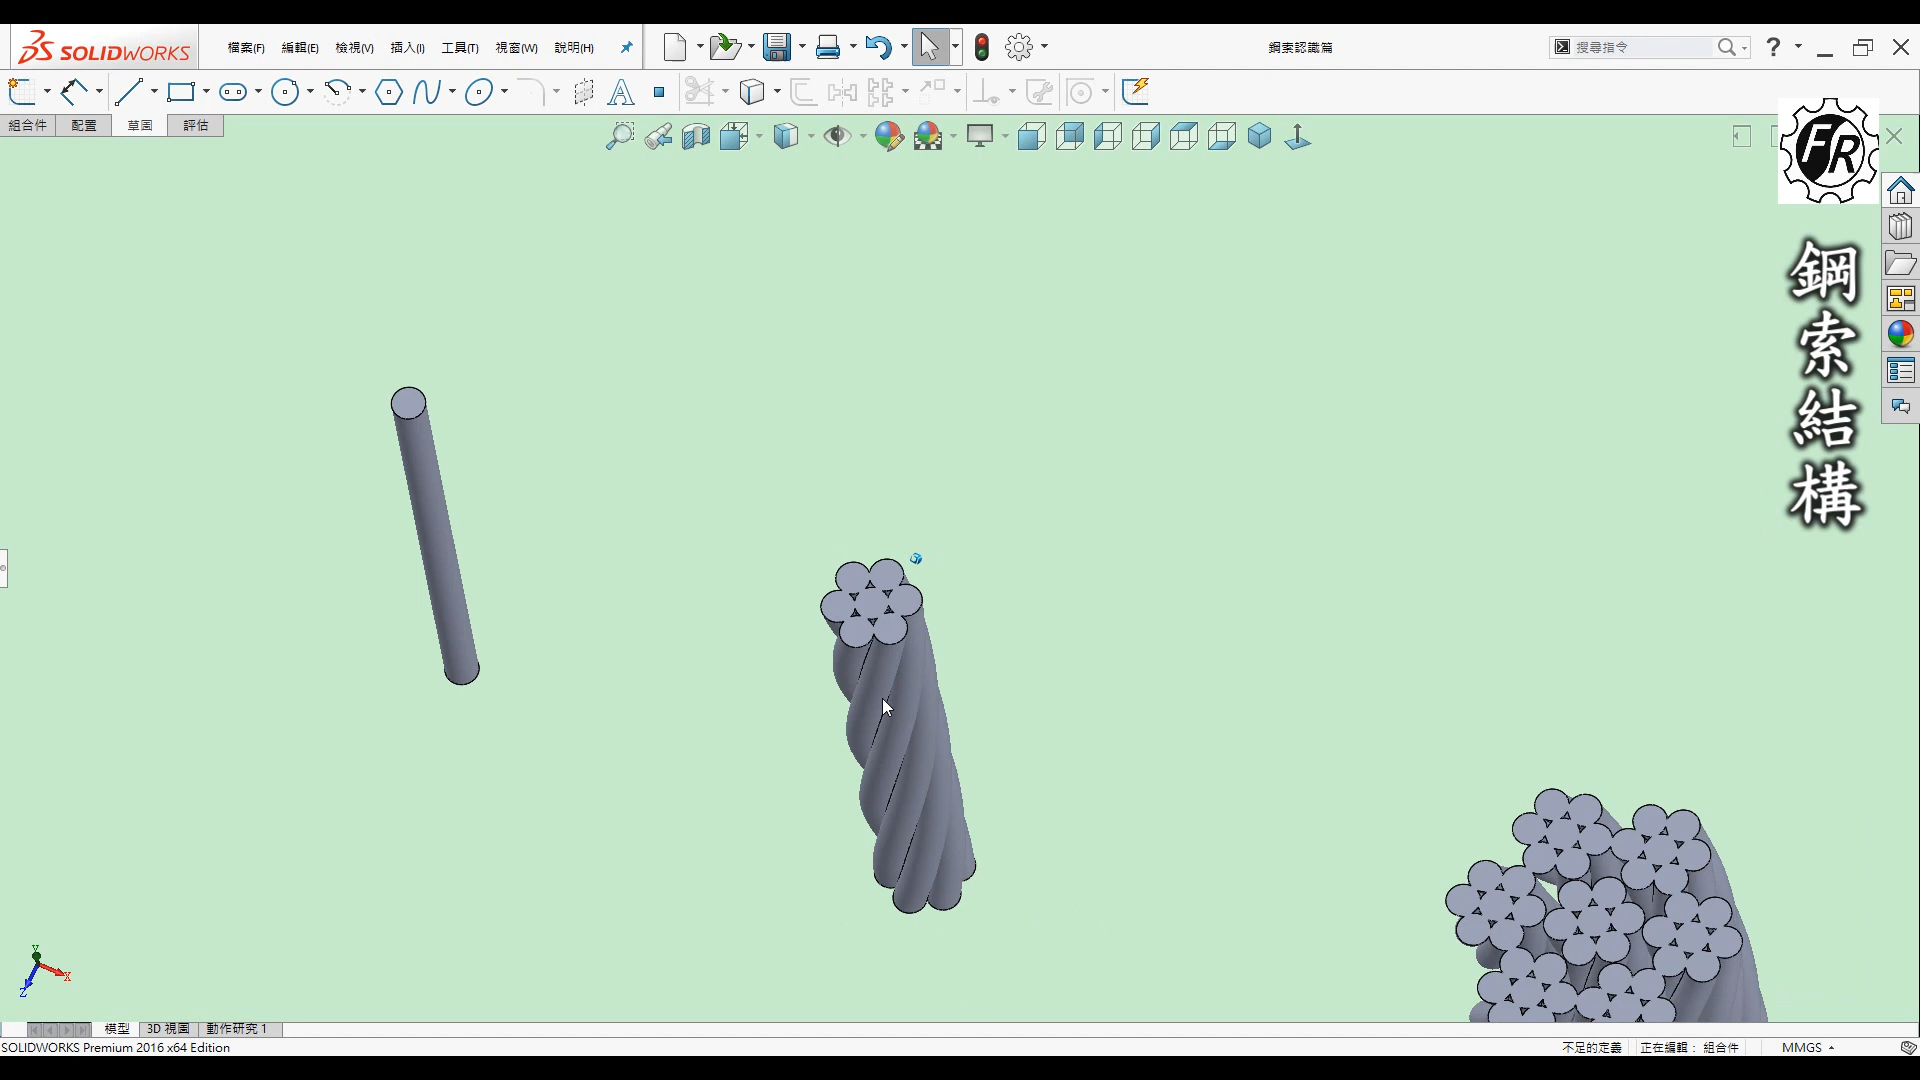 SOLIDWORKS
檔案(F) 編輯(E) 檢視(V) 插入(I) 工具(T) 視窗(W) 說明(H)
鋼索認識篇
搜尋指令
?
組合件 配置 草圖 評估
FR
鋼索結構
Y
X
Z
模型 3D 視圖 動作研究 1
SOLIDWORKS Premium 2016 x64 Edition
不足的定義 正在編輯: 組合件 MMGS